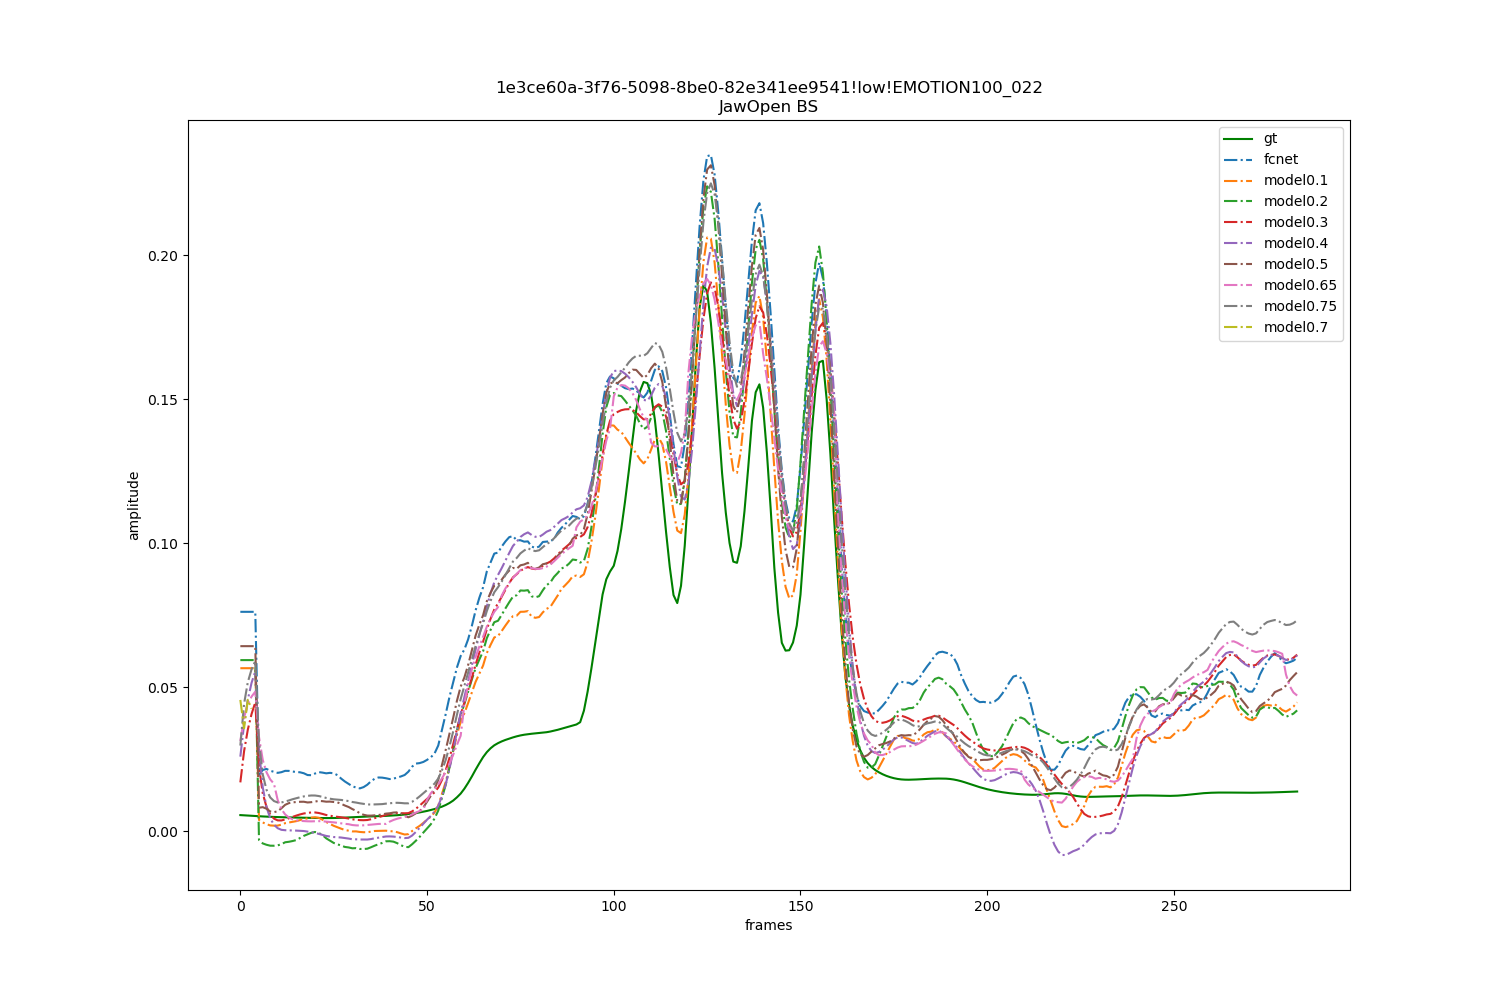 1e3ce60a-3f76-5098-8be0-82e341ee9541!low!EMOTION100_022
JawOpen BS
gt
fcnet
model0.1
model0.2
model0.3
model0.4
model0.5
model0.65
model0.75
model0.7
amplitude
0.20
0.15
0.10
0.05
0.00
0
50
100
150
200
250
frames